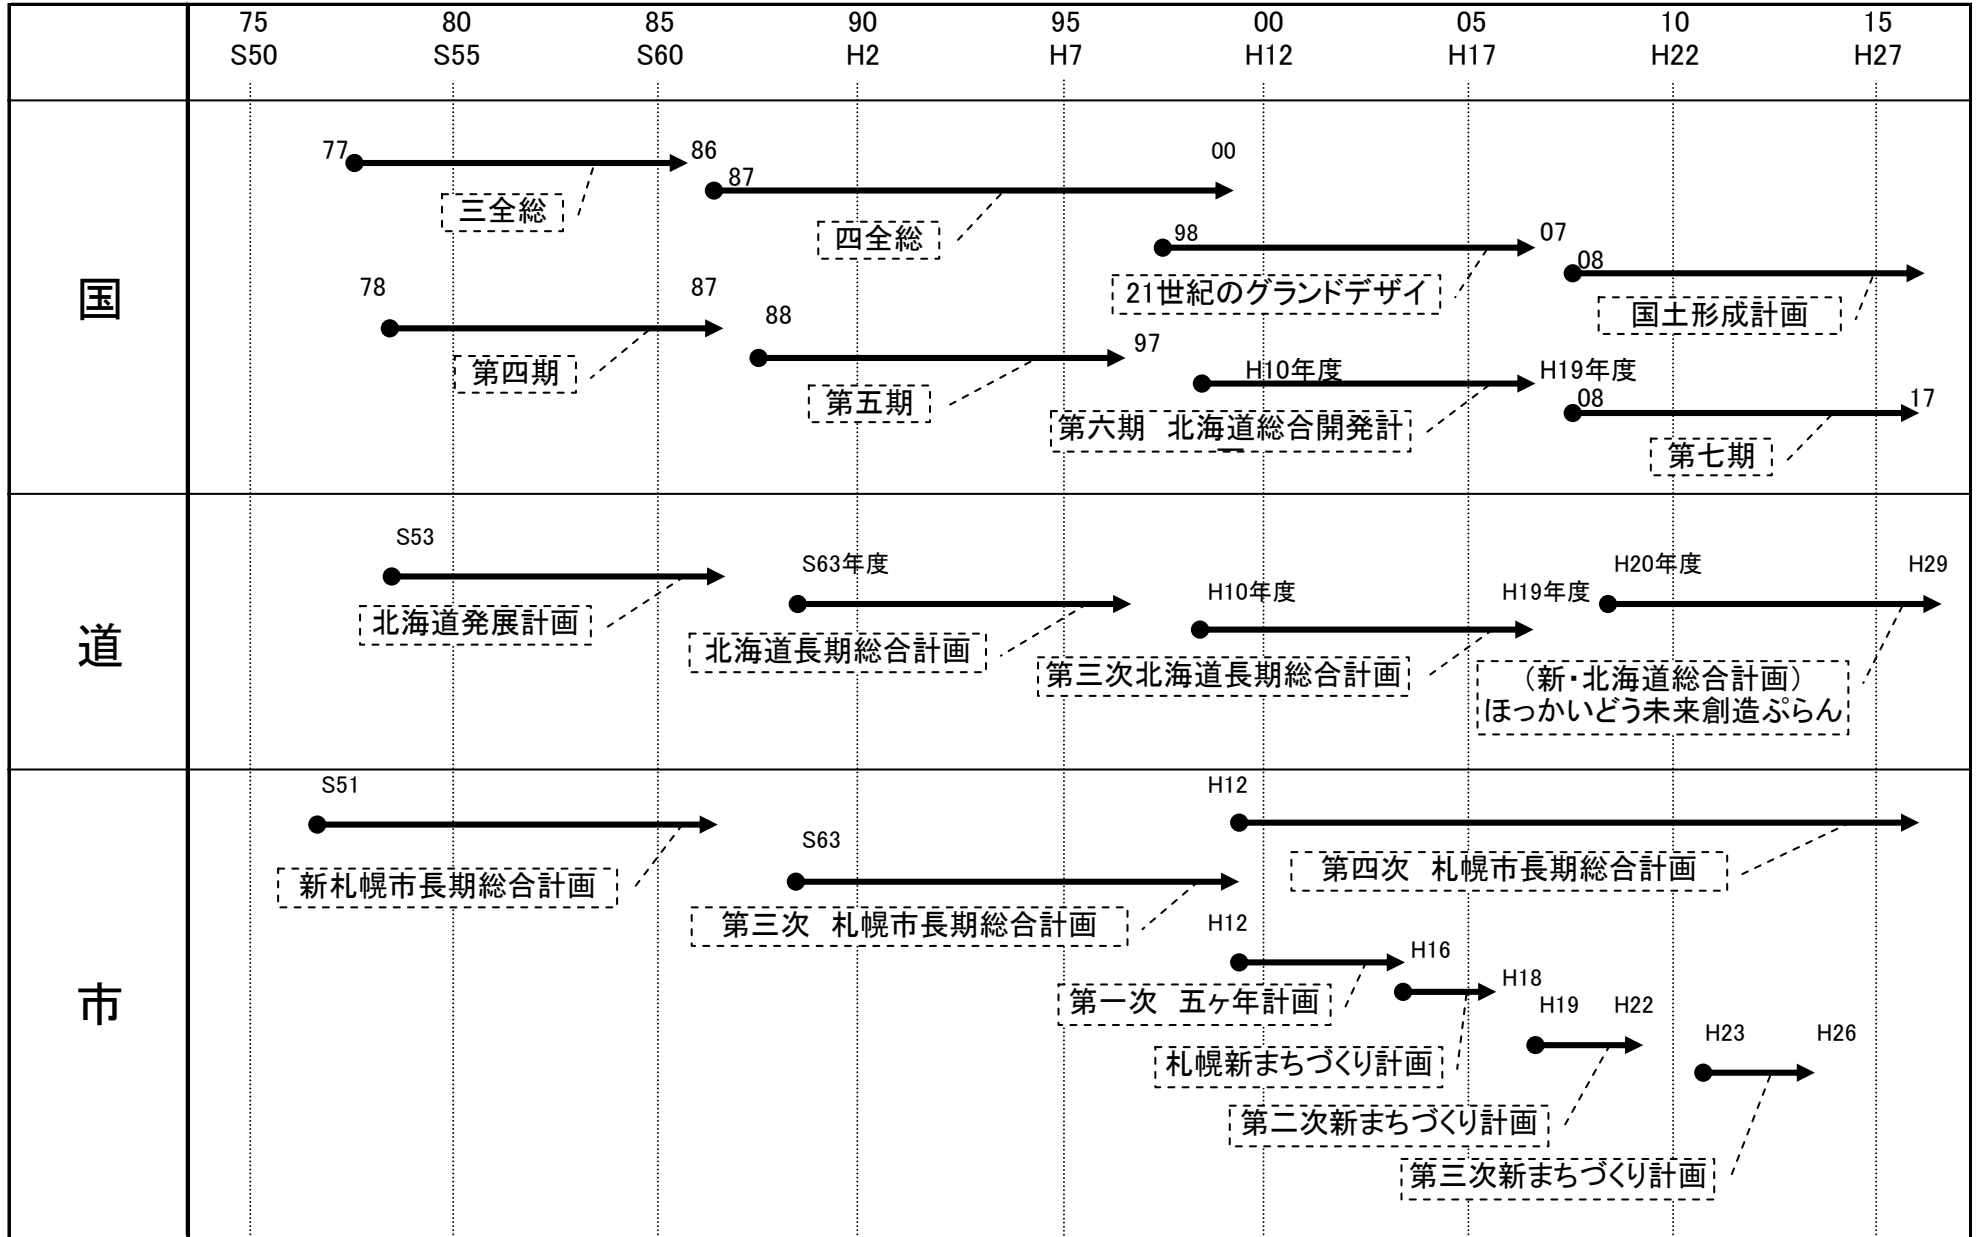 75 80 85 90 95 00 05 10 15
S50 S55 S60 H2 H7 H12 H17 H22 H27
国
77 86
87 00
三全総
四全総
98 07
08
21世紀のグランドデザイ
国土形成計画
78 87
88
97
第四期
第五期
H10年度 H19年度
08 17
第六期 北海道総合開発計
第七期
道
S53
S63年度
H10年度 H19年度
H20年度 H29
北海道発展計画
北海道長期総合計画
第三次北海道長期総合計画
(新・北海道総合計画)
ほっかいどう未来創造ぷらん
市
S51
S63
H12
新札幌市長期総合計画
第三次 札幌市長期総合計画
第四次 札幌市長期総合計画
H12
H16
H18
第一次 五ヶ年計画
H19 H22
H23 H26
札幌新まちづくり計画
第二次新まちづくり計画
第三次新まちづくり計画